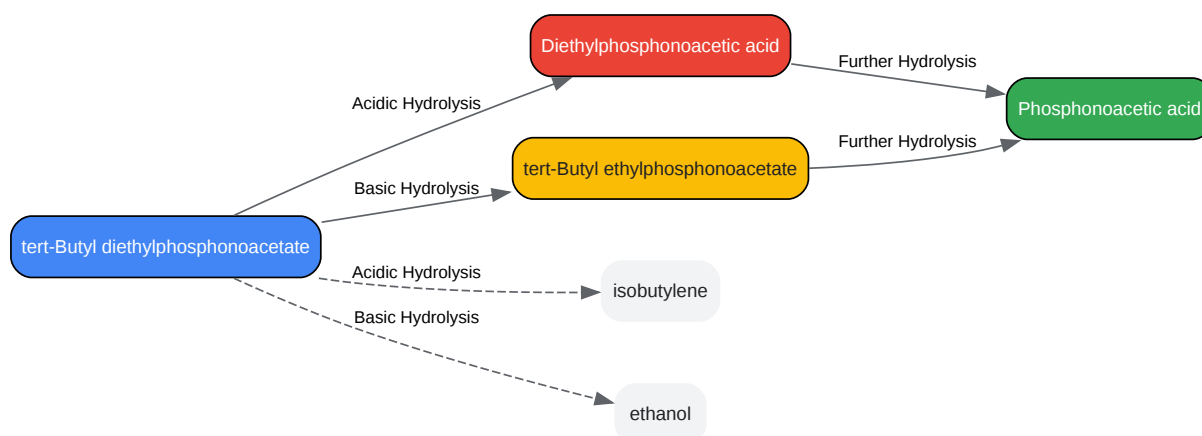 Diethylphosphonoacetic acid
Further Hydrolysis
Acidic Hydrolysis
Phosphonoacetic acid
Further Hydrolysis
tert-Butyl ethylphosphonoacetate
Basic Hydrolysis
tert-Butyl diethylphosphonoacetate
Acidic Hydrolysis
isobutylene
Basic Hydrolysis
ethanol